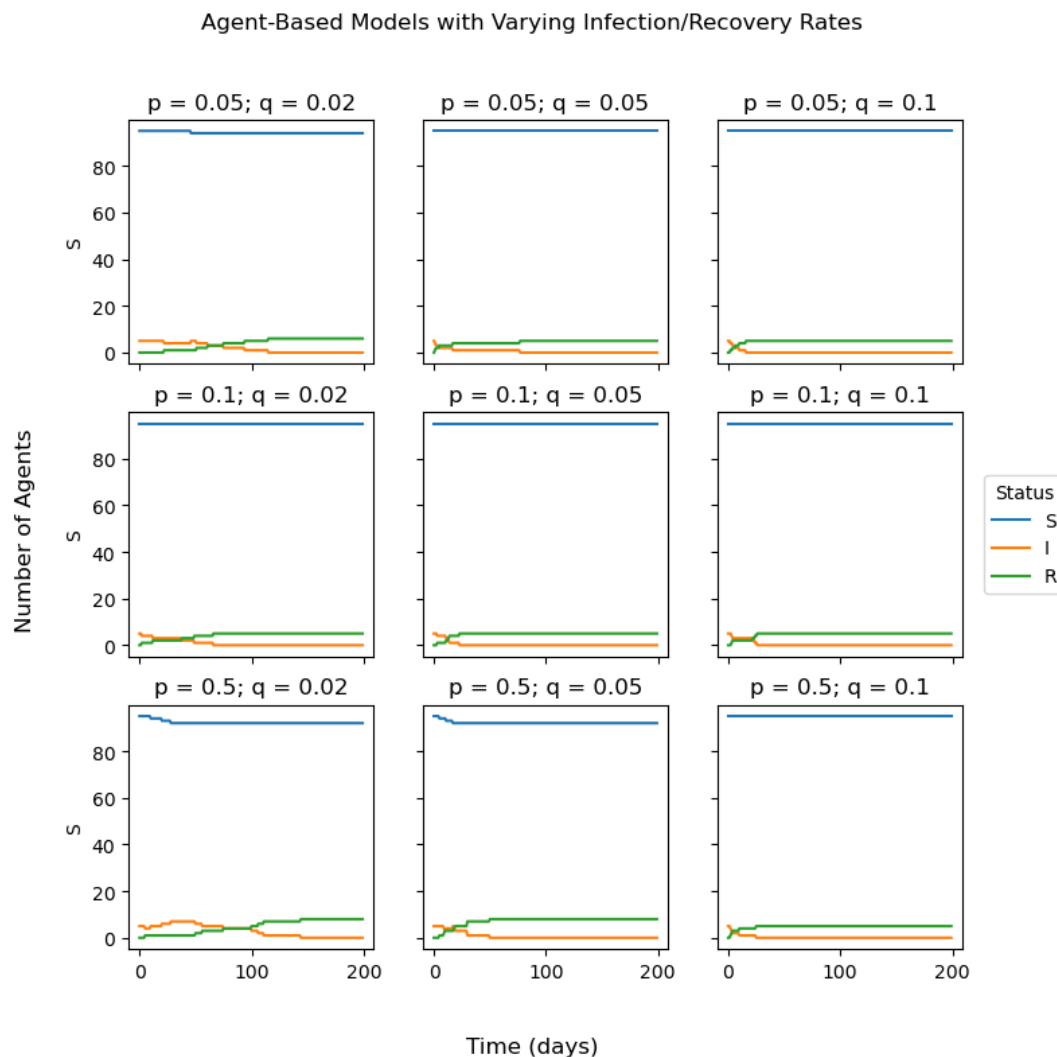 Agent-Based Models with Varying Infection/Recovery Rates
p = 0.05; q = 0.02
p = 0.05; q = 0.05
p = 0.05; q = 0.1
80
60
40
20
0
S
p = 0.1; q = 0.02
p = 0.1; q = 0.05
p = 0.1; q = 0.1
80
60
40
20
0
S
Number of Agents
Status
S
I
R
p = 0.5; q = 0.02
p = 0.5; q = 0.05
p = 0.5; q = 0.1
80
60
40
20
0
S
0 100 200
0 100 200
0 100 200
Time (days)